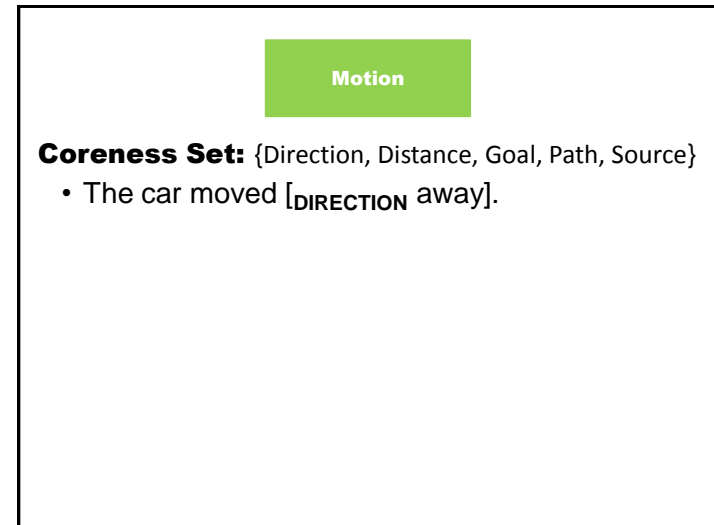 Motion
Coreness Set: {Direction, Distance, Goal, Path, Source}
• The car moved [DIRECTION away].